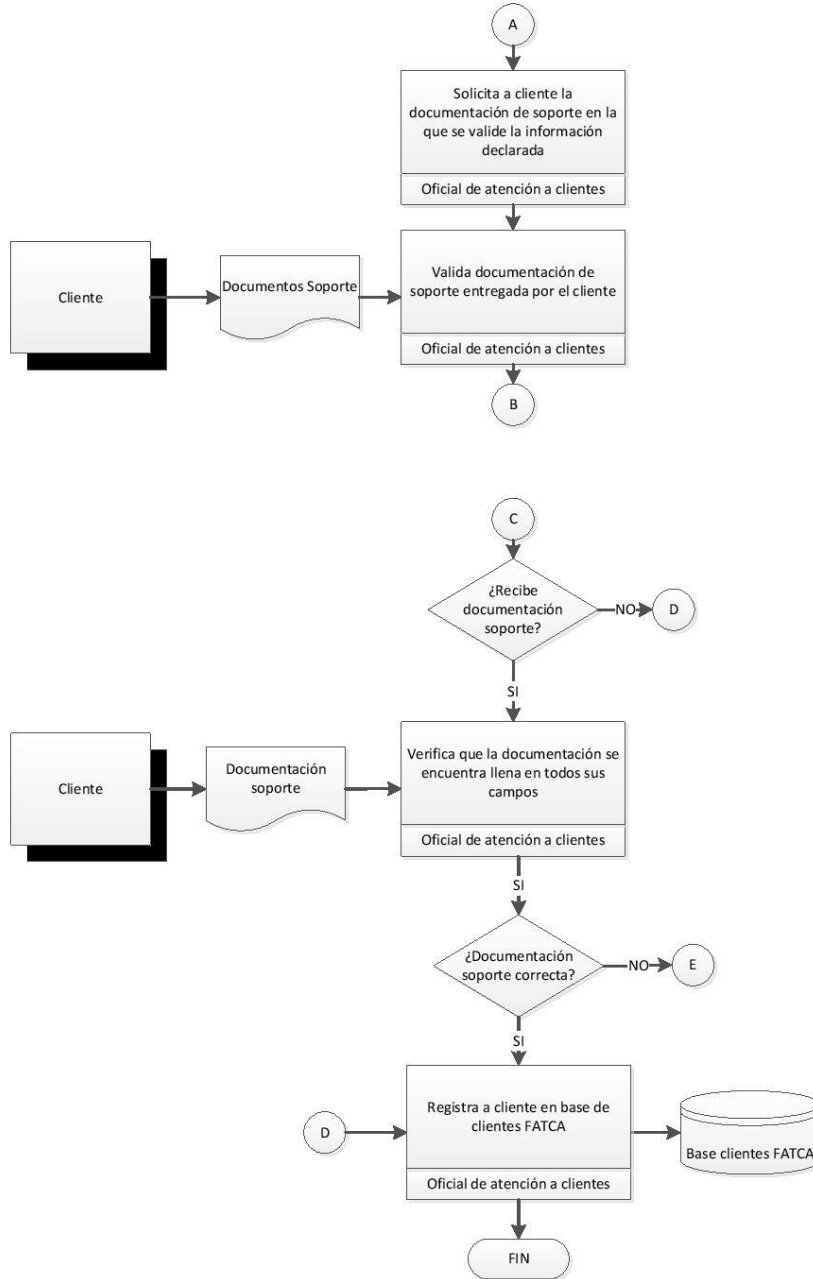 A
Solicita a cliente la
documentación de soporte en la
que se valide la información
declarada
Oficial de atención a clientes
Cliente
Documentos Soporte
Valida documentación de
soporte entregada por el cliente
Oficial de atención a clientes
B
C
¿Recibe
documentación
soporte?
NO
D
SI
Cliente
Documentación
soporte
Verifica que la documentación se
encuentra llena en todos sus
campos
Oficial de atención a clientes
SI
¿Documentación
soporte correcta?
NO
E
SI
D
Registra a cliente en base de
clientes FATCA
Base clientes FATCA
Oficial de atención a clientes
FIN